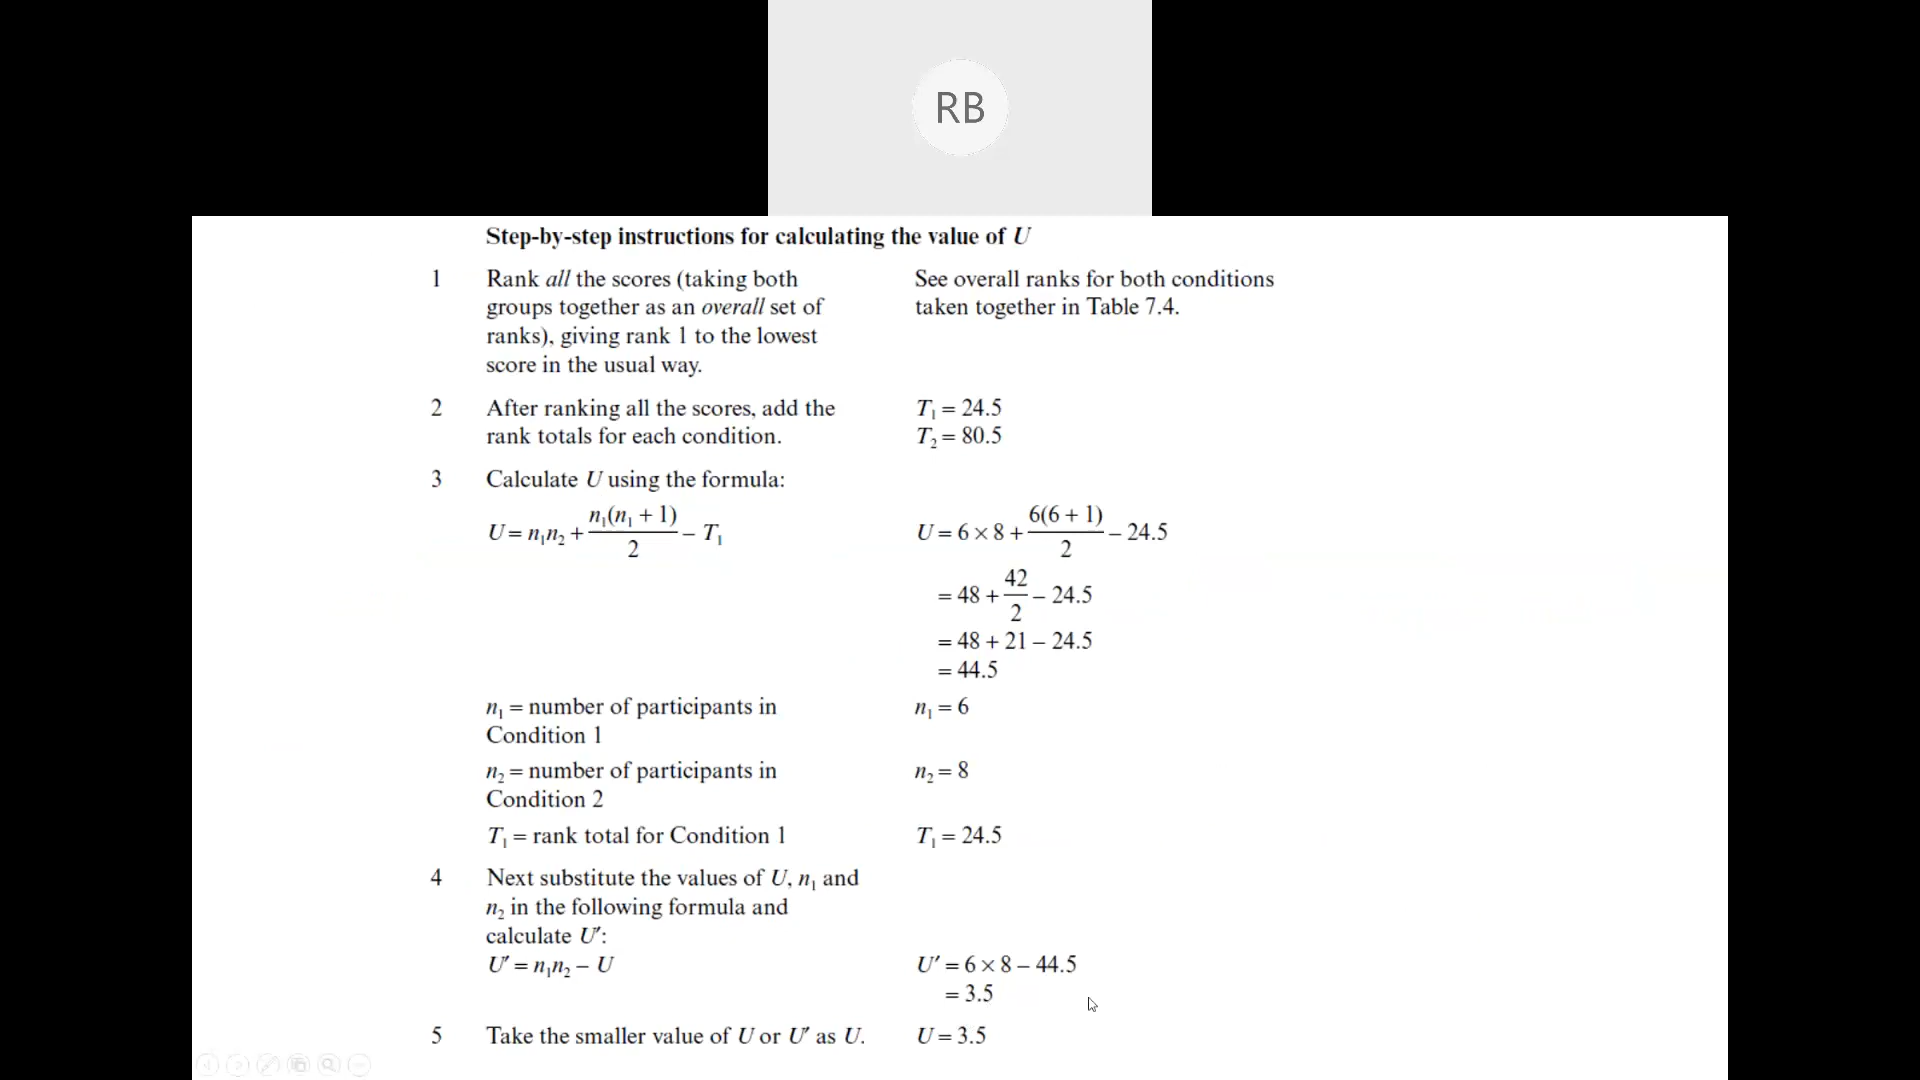 RB
Step-by-step instructions for calculating the value of U
1 Rank all the scores (taking both
groups together as an overall set of
ranks), giving rank 1 to the lowest
score in the usual way.
See overall ranks for both conditions
taken together in Table 7.4.
2 After ranking all the scores, add the
rank totals for each condition.
T₁ = 24.5
T₂ = 80.5
3 Calculate U using the formula:
U = n₁n₂ + n₁(n₁ + 1)/2 − T₁
U = 6 × 8 + 6(6 + 1)/2 − 24.5
= 48 + 42/2 − 24.5
= 48 + 21 − 24.5
= 44.5
n₁ = number of participants in
Condition 1
n₁ = 6
n₂ = number of participants in
Condition 2
n₂ = 8
T₁ = rank total for Condition 1
T₁ = 24.5
4 Next substitute the values of U, n₁ and
n₂ in the following formula and
calculate U′:
U′ = n₁n₂ − U
U′ = 6 × 8 − 44.5
= 3.5
5 Take the smaller value of U or U′ as U.
U = 3.5